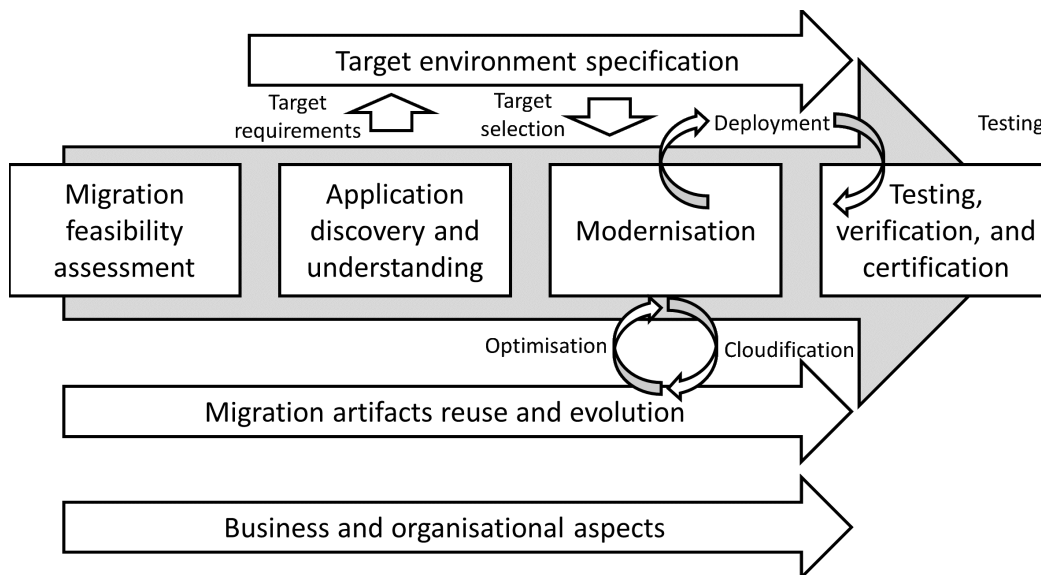 Target environment specification
Target
requirements
Target
selection
Deployment
Testing
Migration
feasibility
assessment
Application
discovery and
understanding
Modernisation
Testing,
verification, and
certification
Optimisation
Cloudification
Migration artifacts reuse and evolution
Business and organisational aspects